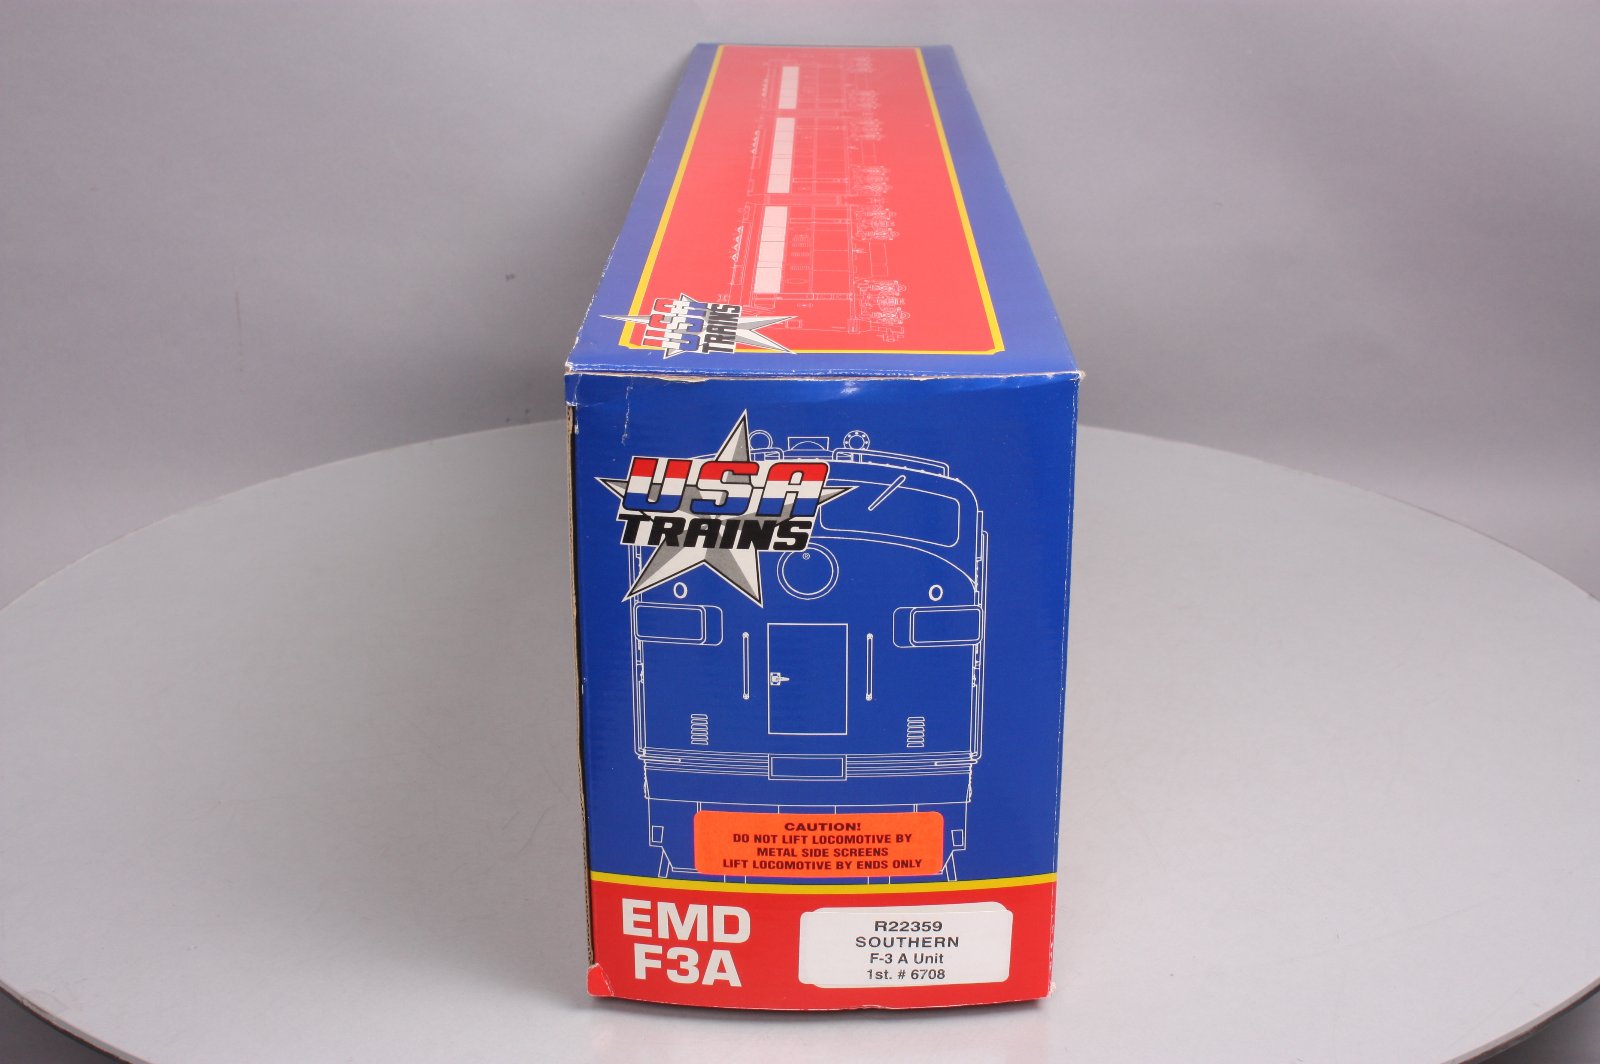 USA
TRAINS
USA
TRAINS
®
CAUTION!
DO NOT LIFT LOCOMOTIVE BY
METAL SIDE SCREENS
LIFT LOCOMOTIVE BY ENDS ONLY
EMD
F3A
R22359
SOUTHERN
F-3 A Unit
1st. # 6708